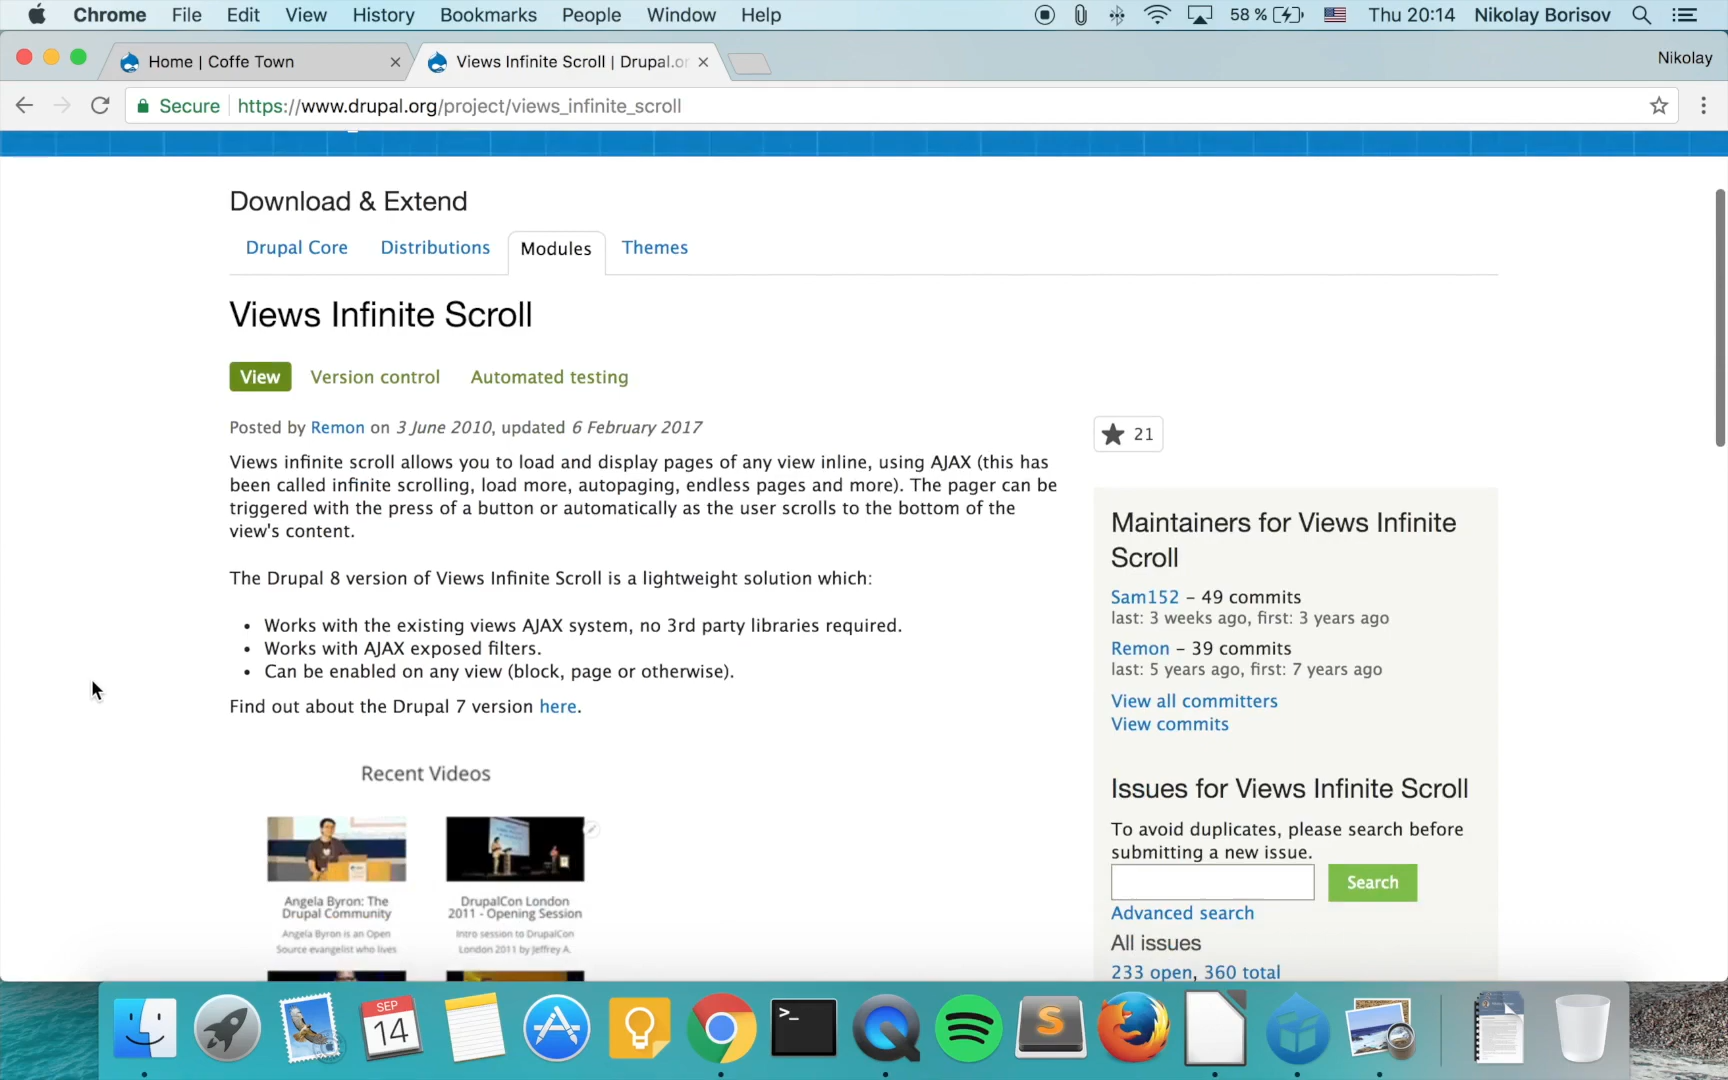 Chrome File Edit View History Bookmarks People Window Help 58 % Thu 20:14 Nikolay Borisov
Home | Coffe Town
Views Infinite Scroll | Drupal.or
Nikolay
Secure https://www.drupal.org/project/views_infinite_scroll
Download & Extend
Drupal Core Distributions Modules Themes
Views Infinite Scroll
View Version control Automated testing
Posted by Remon on 3 June 2010, updated 6 February 2017
Views infinite scroll allows you to load and display pages of any view inline, using AJAX (this has
been called infinite scrolling, load more, autopaging, endless pages and more). The pager can be
triggered with the press of a button or automatically as the user scrolls to the bottom of the
view's content.
The Drupal 8 version of Views Infinite Scroll is a lightweight solution which:
• Works with the existing views AJAX system, no 3rd party libraries required.
• Works with AJAX exposed filters.
• Can be enabled on any view (block, page or otherwise).
Find out about the Drupal 7 version here.
Recent Videos
Angela Byron: The
Drupal Community
Angela Byron is an Open
Source evangelist who lives
DrupalCon London
2011 - Opening Session
Intro session to DrupalCon
London 2011 by Jeffrey A.
21
Maintainers for Views Infinite
Scroll
Sam152 – 49 commits
last: 3 weeks ago, first: 3 years ago
Remon – 39 commits
last: 5 years ago, first: 7 years ago
View all committers
View commits
Issues for Views Infinite Scroll
To avoid duplicates, please search before
submitting a new issue.
Search
Advanced search
All issues
233 open, 360 total
SEP
14
>_
S